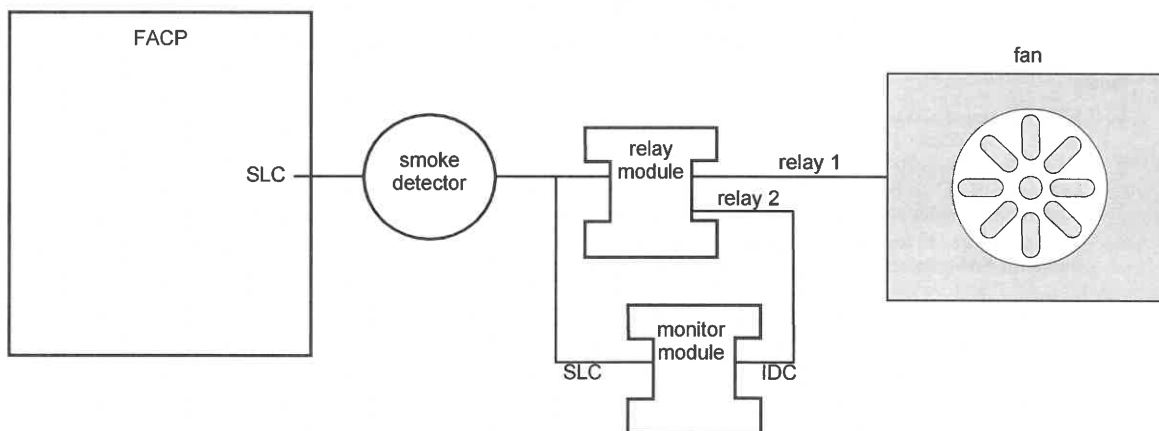 FACP
fan
SLC
smoke
detector
relay
module
relay 1
relay 2
monitor
module
SLC
IDC